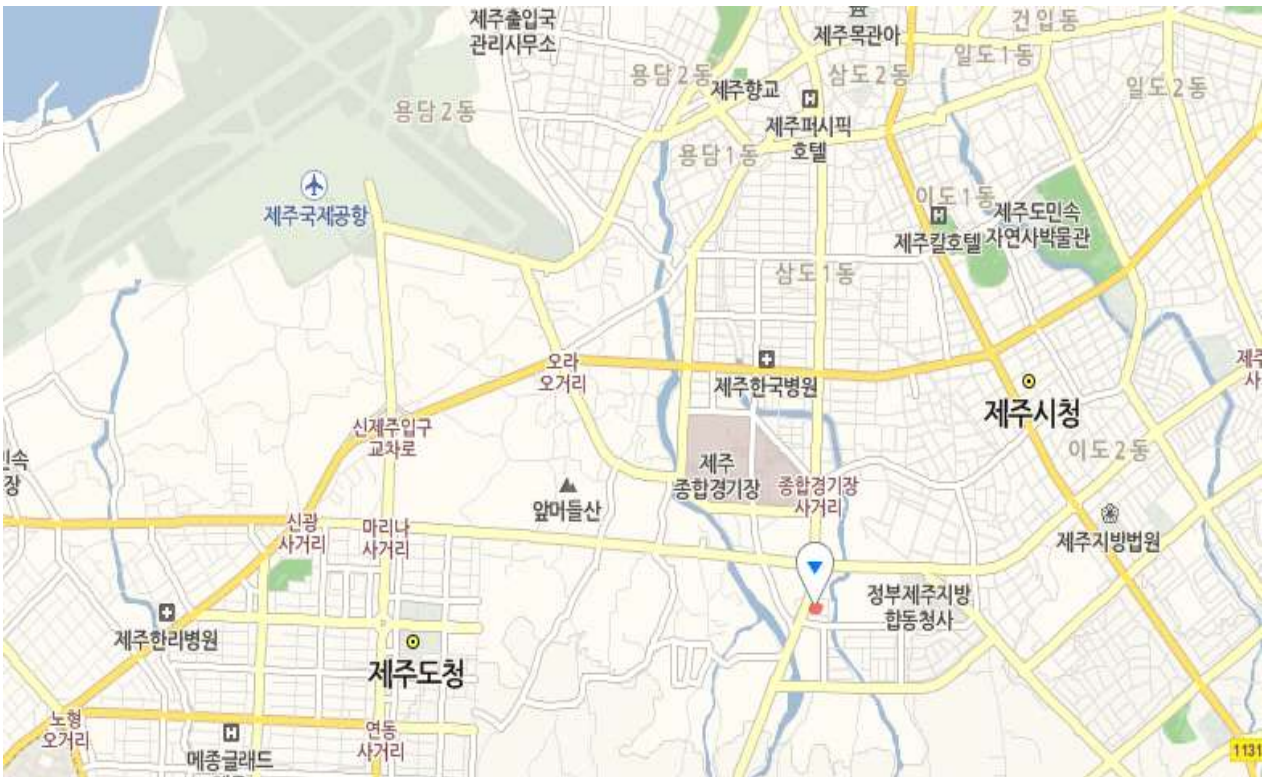 제주출입국
관리사무소
제주목관아
건입동
일도1동
용담2동
삼도2동
일도2동
제주향교
용담2동
제주퍼시픽
호텔
용담1동
제주국제공항
이도1동
제주도민속
자연사박물관
제주칼호텔
삼도1동
오라
오거리
제주한국병원
제주
사
제주시청
신제주입구
교차로
이도2동
민속
장
제주
종합경기장
종합경기장
사거리
앞머들산
신광
사거리
마리나
사거리
제주지방법원
정부제주지방
합동청사
제주한라병원
제주도청
노형
오거리
연동
사거리
메종글래드
1131